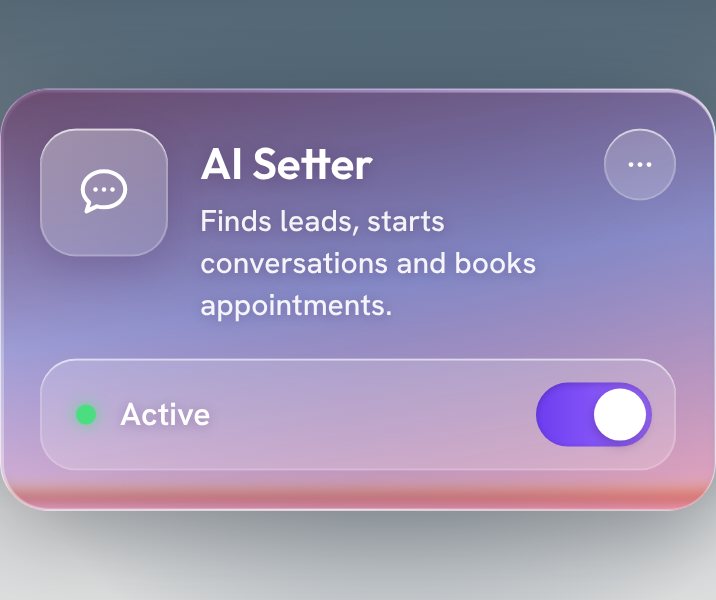 AI Setter
Finds leads, starts
conversations and books
appointments.
Active